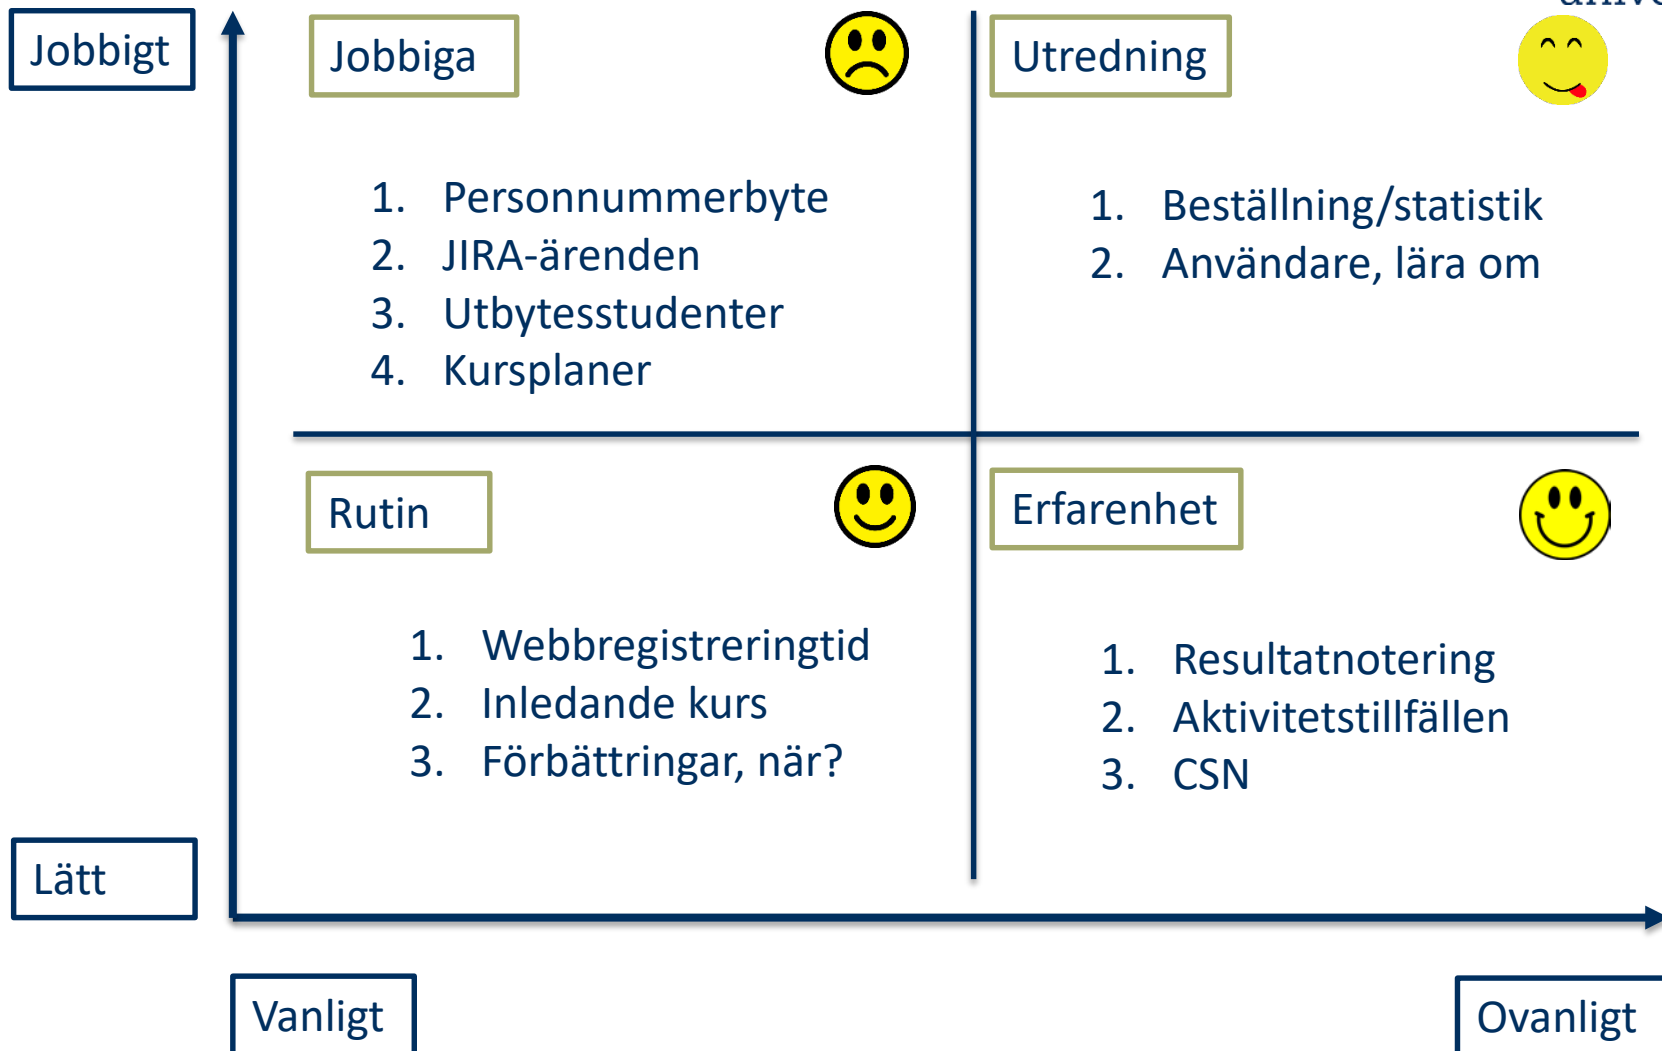 Jobbigt
Jobbiga
Utredning
1. Personnummerbyte
2. JIRA-ärenden
3. Utbytesstudenter
4. Kursplaner
1. Beställning/statistik
2. Användare, lära om
Rutin
Erfarenhet
1. Webbregistreringtid
2. Inledande kurs
3. Förbättringar, när?
1. Resultatnotering
2. Aktivitetstillfällen
3. CSN
Lätt
Vanligt
Ovanligt